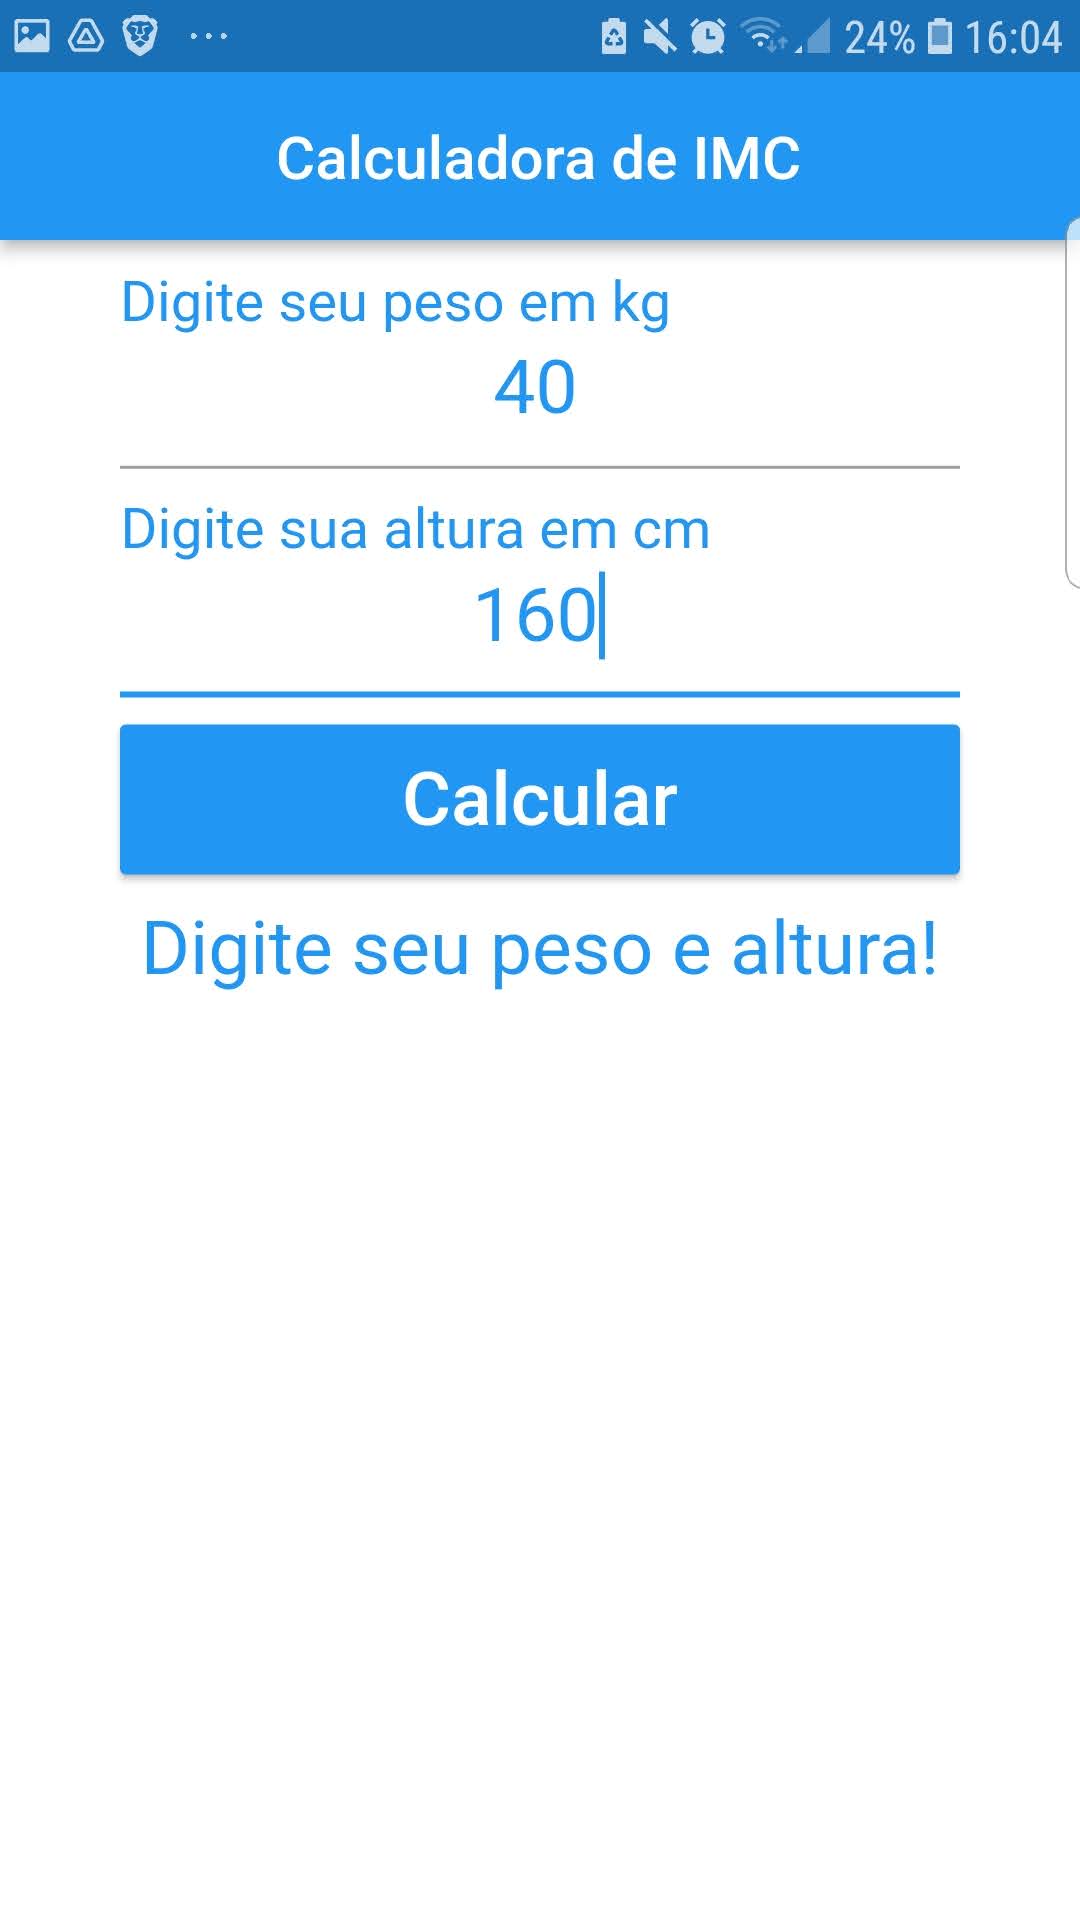 24% 16:04
Calculadora de IMC
Digite seu peso em kg
40
Digite sua altura em cm
160
Calcular
Digite seu peso e altura!